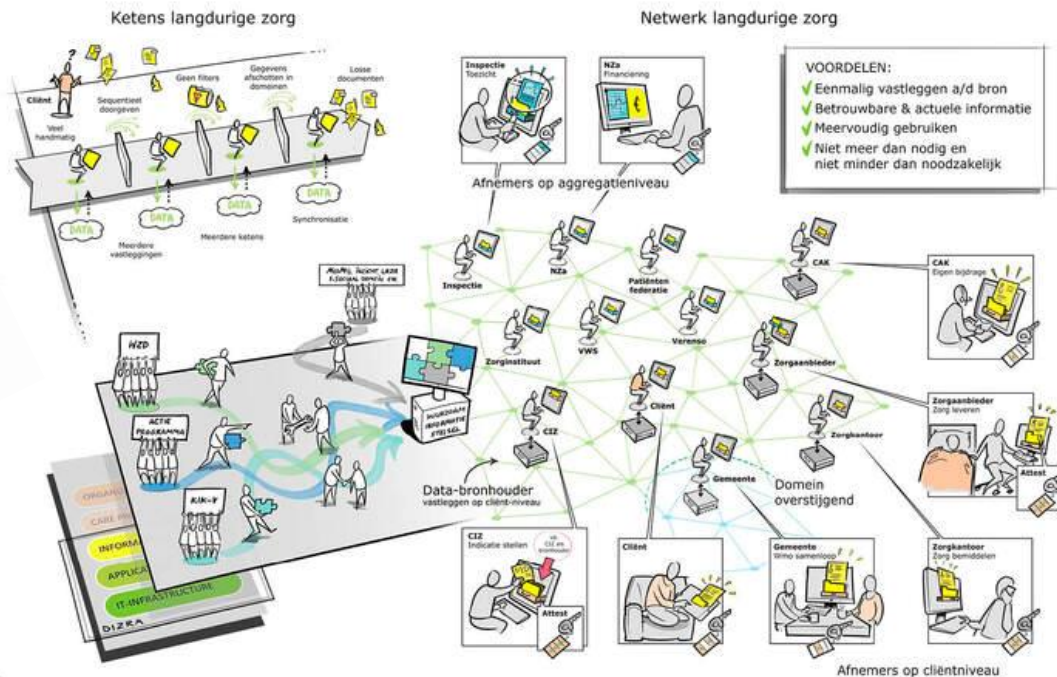 Ketens langdurige zorg
Cliënt
?
Veel
handmatig
Sequentieel
doorgeven
Geen filters
Gegevens
afschotten in
domeinen
Losse
documenten
DATA
DATA
DATA
DATA
Meerdere
vastleggingen
Meerdere ketens
Synchronisatie
WZD
ACTIE
PROGRAMMA
KIK-V
DUURZAAM
INFORMATIE
STELSEL
INFORMA
APPLICA
IT-INFRASTRUCTURE
DIZRA
Netwerk langdurige zorg
Inspectie
Toezicht
NZa
Financiering
Afnemers op aggregatieniveau
VOORDELEN:
Eenmalig vastleggen a/d bron
Betrouwbare & actuele informatie
Meervoudig gebruiken
Niet meer dan nodig en
niet minder dan noodzakelijk
Inspectie
NZa
Patiënten
federatie
CAK
Zorginstituut
VWS
Verenso
Zorgaanbieder
CIZ
Cliënt
Gemeente
Zorgkantoor
Data-bronhouder
vastleggen op cliënt-niveau
Domein
overstijgend
CAK
Eigen bijdrage
Zorgaanbieder
Zorg leveren
Attest
CIZ
Indicatie stellen
Attest
Cliënt
Gemeente
Wmo samenloop
Zorgkantoor
Zorg bemiddelen
Afnemers op cliëntniveau